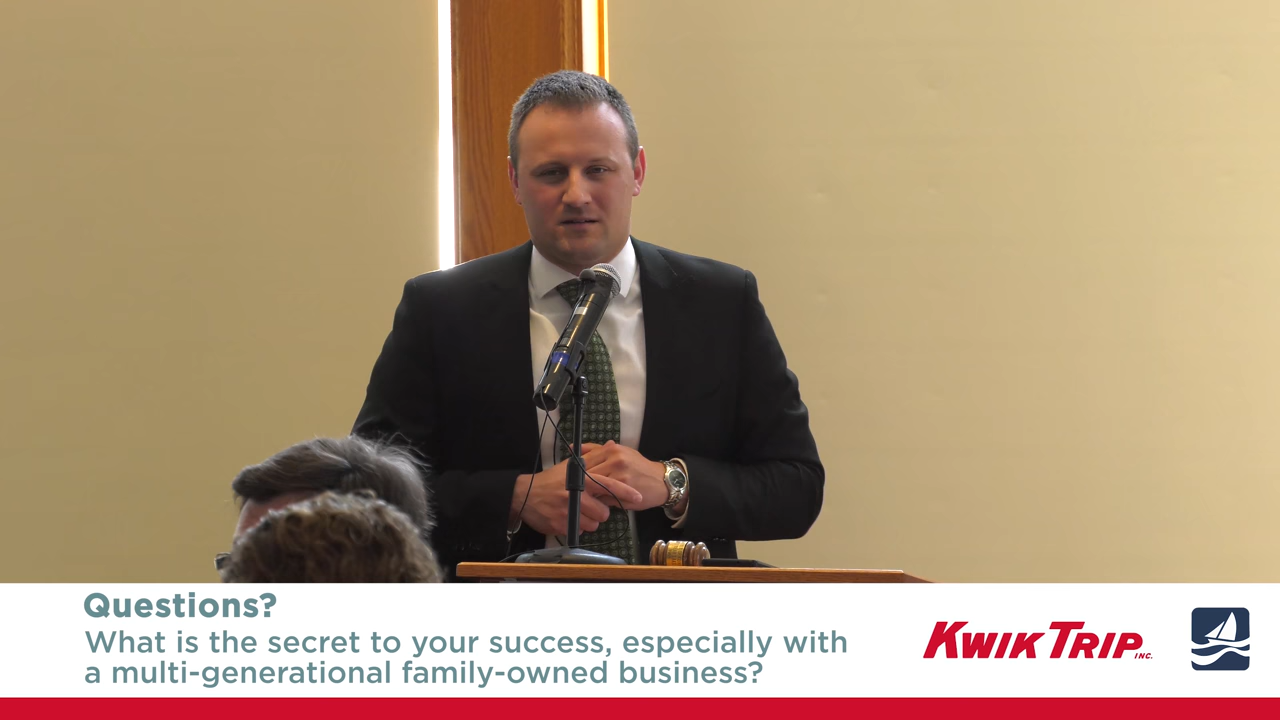 Questions?
What is the secret to your success, especially with
a multi-generational family-owned business?
KWIK TRIP INC.